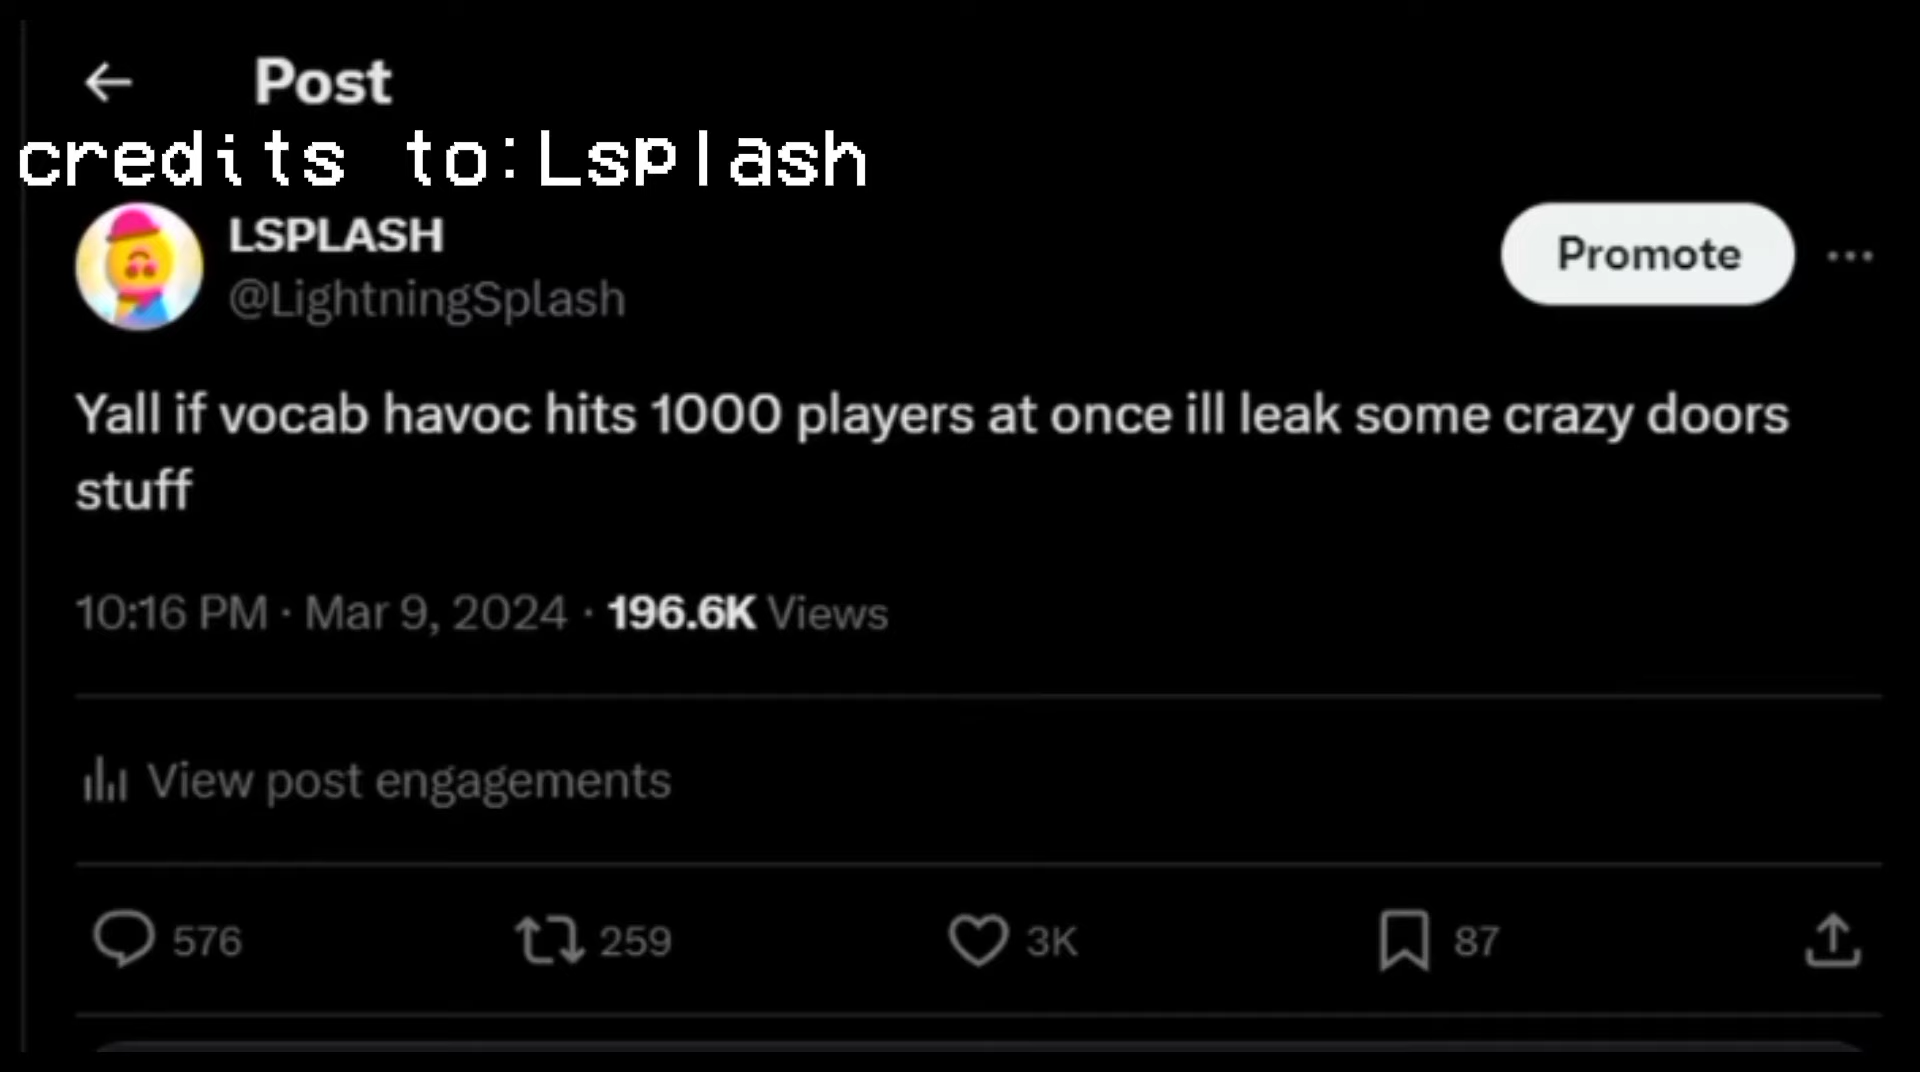 Post
credits to:Lsplash
LSPLASH
@LightningSplash
Promote
Yall if vocab havoc hits 1000 players at once ill leak some crazy doors
stuff
10:16 PM · Mar 9, 2024 · 196.6K Views
View post engagements
576 259 3K 87